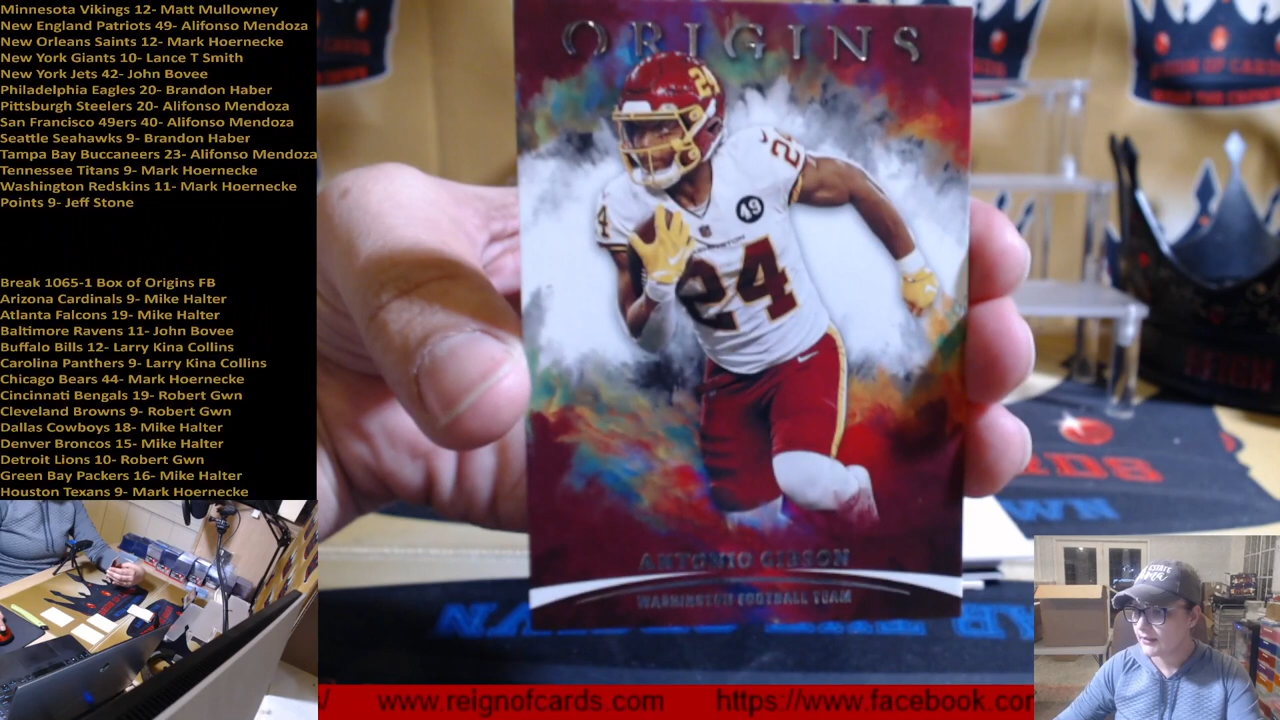 Minnesota Vikings 12- Matt Mullowney
New England Patriots 49- Alifonso Mendoza
New Orleans Saints 12- Mark Hoernecke
New York Giants 10- Lance T Smith
New York Jets 42- John Bovee
Philadelphia Eagles 20- Brandon Haber
Pittsburgh Steelers 20- Alifonso Mendoza
San Francisco 49ers 40- Alifonso Mendoza
Seattle Seahawks 9- Brandon Haber
Tampa Bay Buccaneers 23- Alifonso Mendoza
Tennessee Titans 9- Mark Hoernecke
Washington Redskins 11- Mark Hoernecke
Points 9- Jeff Stone
Break 1065-1 Box of Origins FB
Arizona Cardinals 9- Mike Halter
Atlanta Falcons 19- Mike Halter
Baltimore Ravens 11- John Bovee
Buffalo Bills 12- Larry Kina Collins
Carolina Panthers 9- Larry Kina Collins
Chicago Bears 44- Mark Hoernecke
Cincinnati Bengals 19- Robert Gwn
Cleveland Browns 9- Robert Gwn
Dallas Cowboys 18- Mike Halter
Denver Broncos 15- Mike Halter
Detroit Lions 10- Robert Gwn
Green Bay Packers 16- Mike Halter
Houston Texans 9- Mark Hoernecke
ORIGINS
24
24
49
24
ANTONIO GIBSON
WASHINGTON FOOTBALL TEAM
/ www.reignofcards.com https://www.facebook.cor